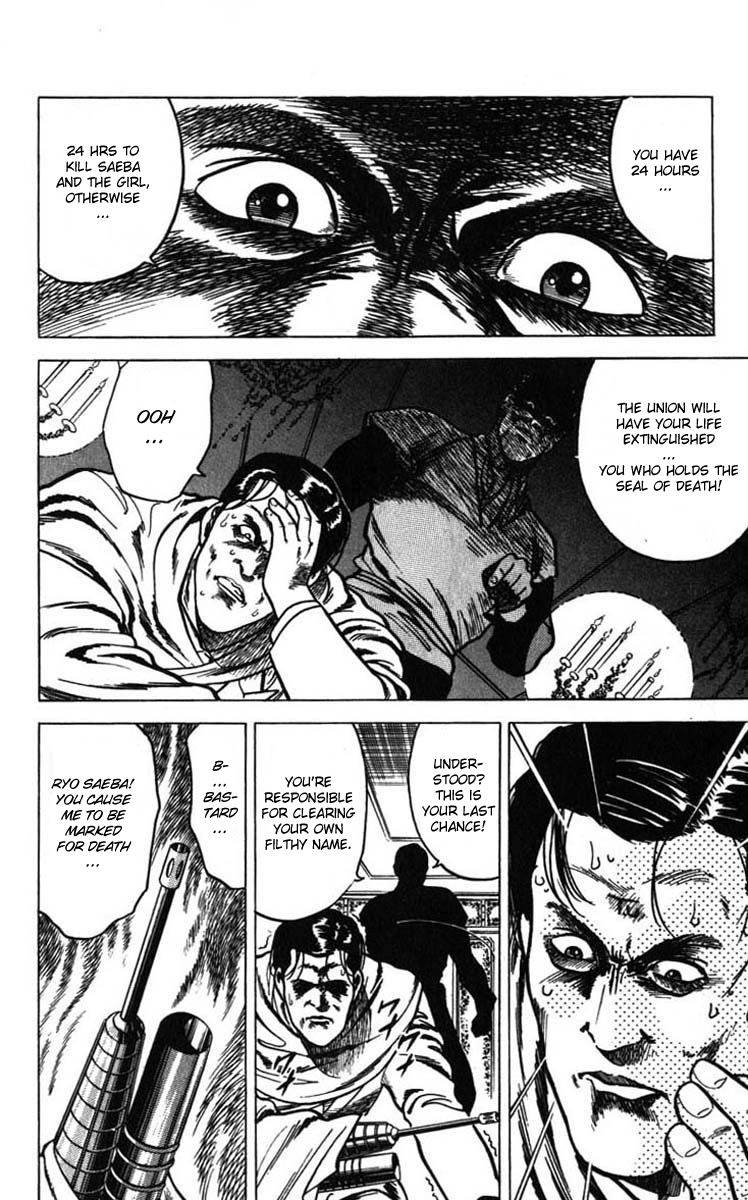 YOU HAVE
24 HOURS
...
24 HRS TO
KILL SAEBA
AND THE GIRL,
OTHERWISE
...
THE UNION WILL
HAVE YOUR LIFE
EXTINGUISHED
...
YOU WHO HOLDS THE
SEAL OF DEATH!
OOH
...
UNDER-
STOOD?
THIS IS
YOUR LAST
CHANCE!
YOU'RE
RESPONSIBLE
FOR CLEARING
YOUR OWN
FILTHY NAME.
B-
...
BAS-
TARD
...
RYO SAEBA!
YOU CAUSE
ME TO BE
MARKED
FOR DEATH
...